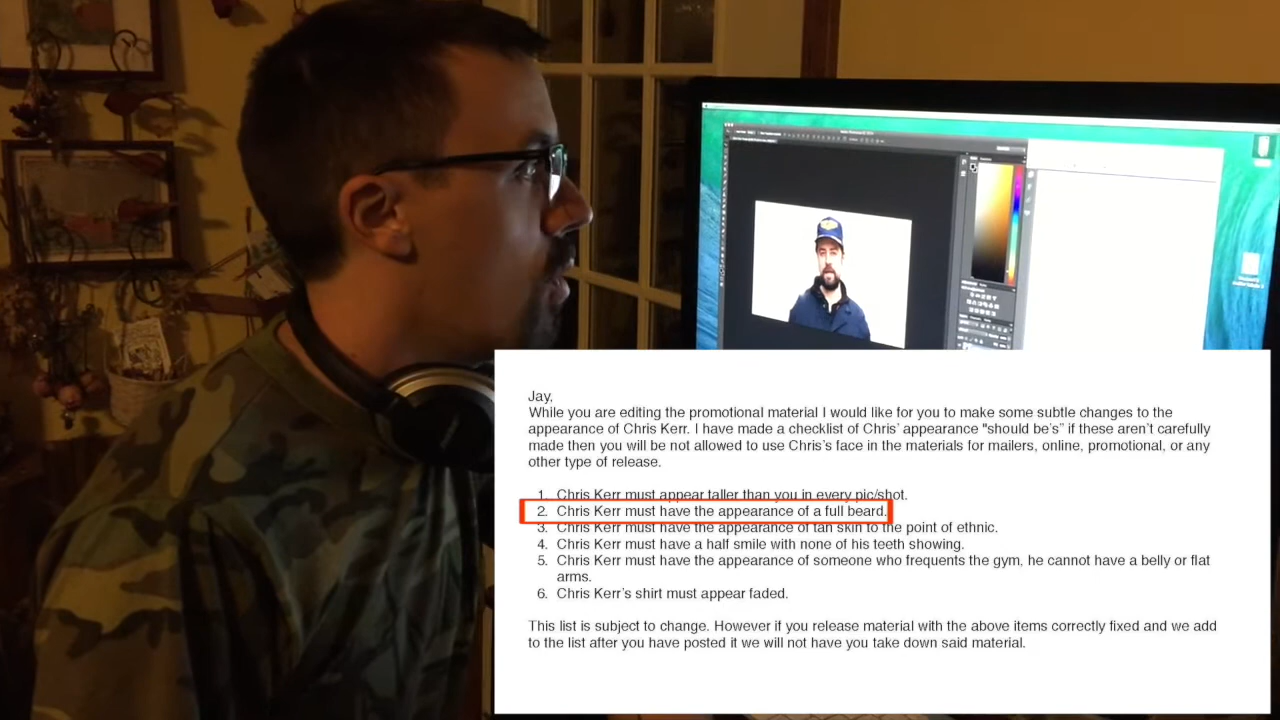 Jay,
While you are editing the promotional material I would like for you to make some subtle changes to the
appearance of Chris Kerr. I have made a checklist of Chris' appearance "should be's" if these aren't carefully
made then you will be not allowed to use Chris's face in the materials for mailers, online, promotional, or any
other type of release.
1. Chris Kerr must appear taller than you in every pic/shot.
2. Chris Kerr must have the appearance of a full beard.
3. Chris Kerr must have the appearance of tan skin to the point of ethnic.
4. Chris Kerr must have a half smile with none of his teeth showing.
5. Chris Kerr must have the appearance of someone who frequents the gym, he cannot have a belly or flat
arms.
6. Chris Kerr's shirt must appear faded.
This list is subject to change. However if you release material with the above items correctly fixed and we add
to the list after you have posted it we will not have you take down said material.